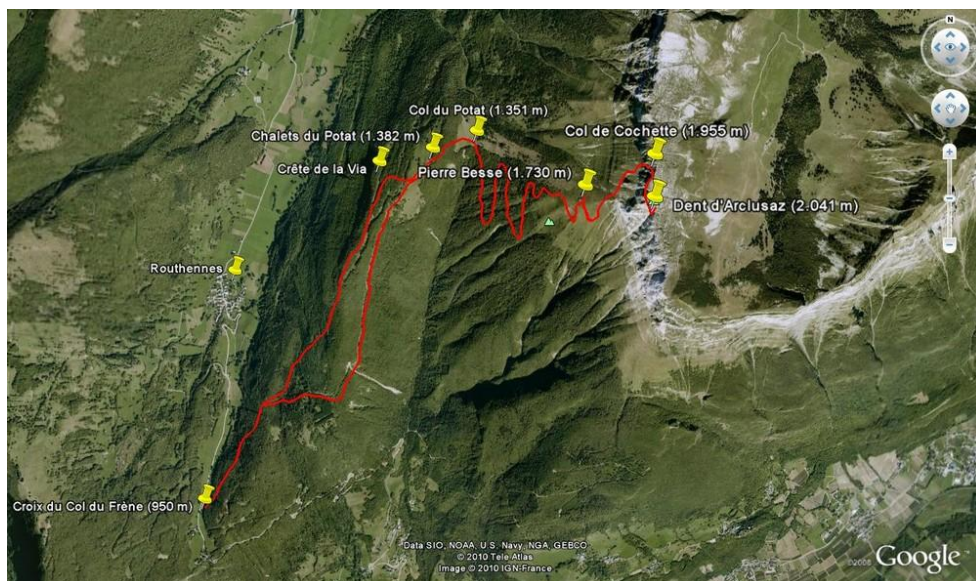 N
Col du Potat (1.351 m)
Chalets du Potat (1.382 m)
Col de Cochette (1.955 m)
Crête de la Via
Pierre Besse (1.730 m)
Dent d'Arclusaz (2.041 m)
Routhennes
Croix du Col du Frêne (950 m)
Data SIO, NOAA, U.S. Navy, NGA, GEBCO
© 2010 Tele Atlas
Image © 2010 IGN-France
Google